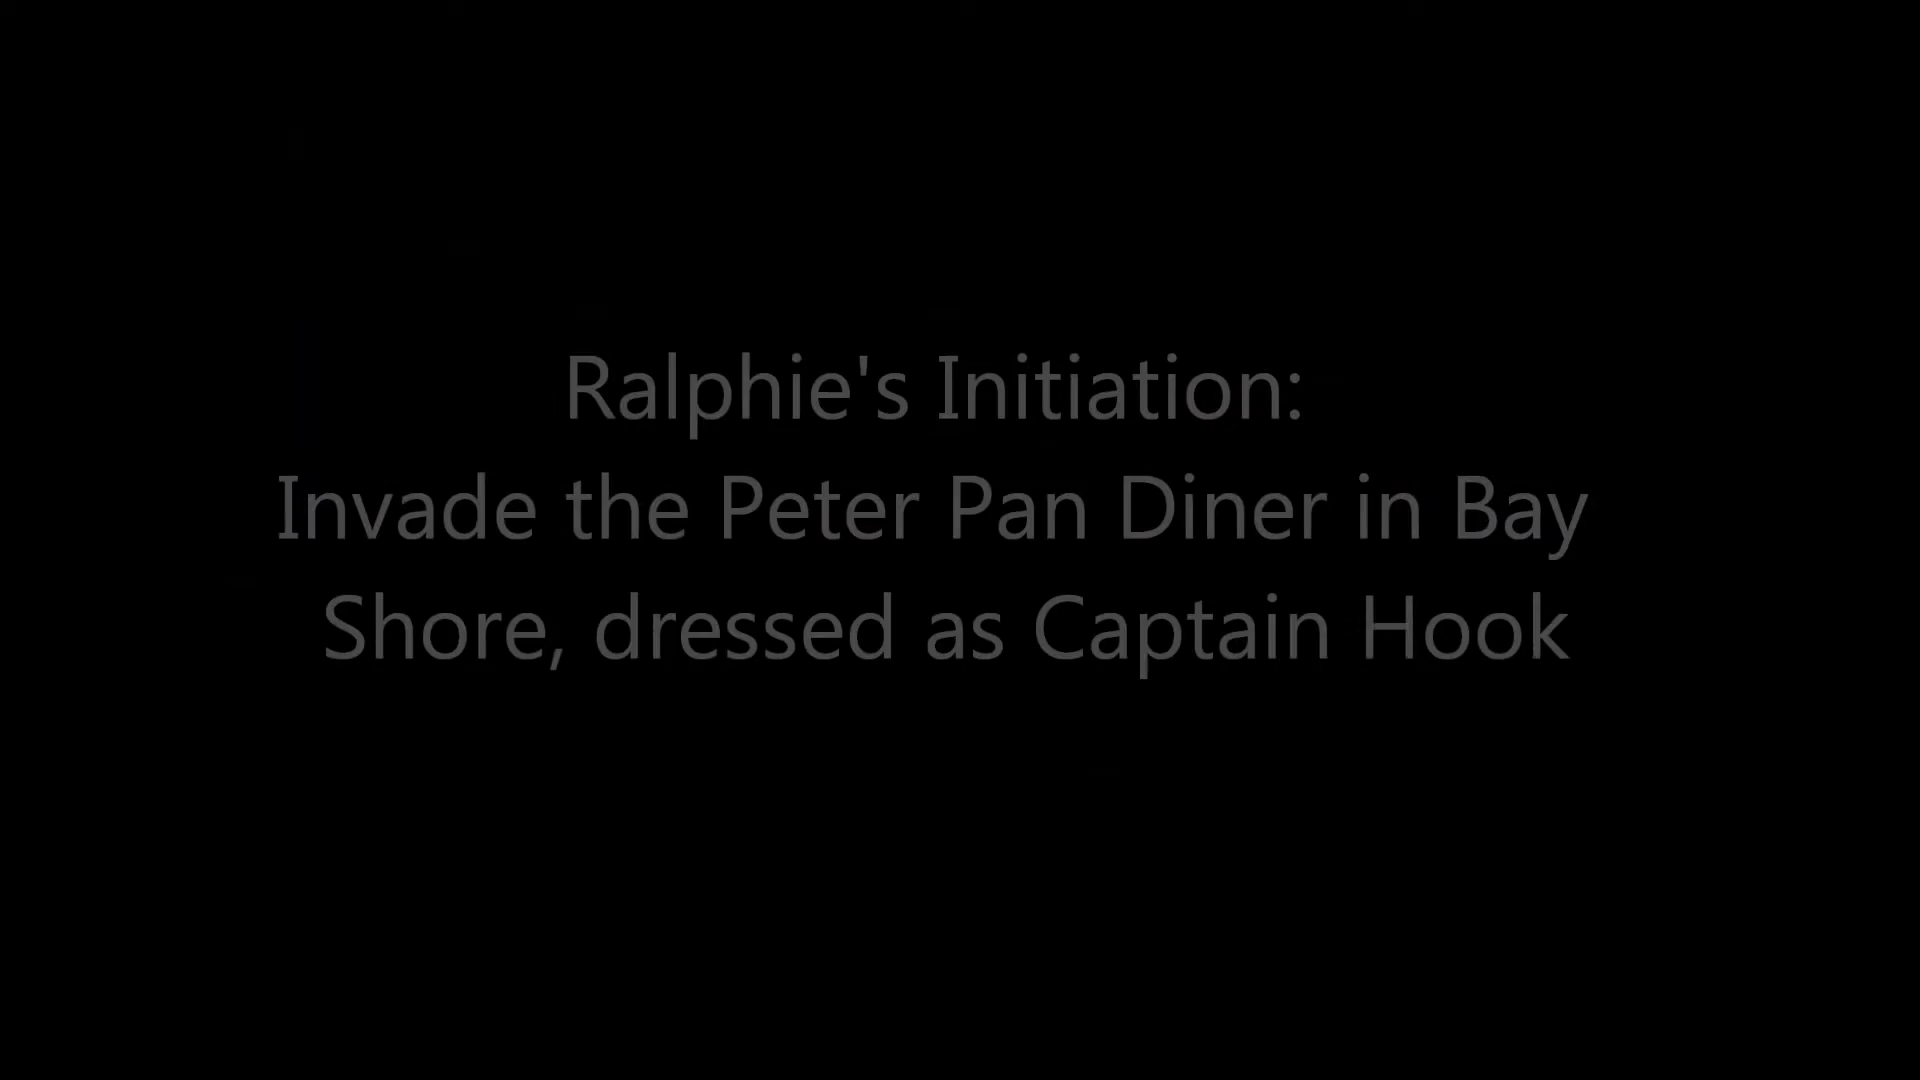 Ralphie's Initiation:
Invade the Peter Pan Diner in Bay
Shore, dressed as Captain Hook